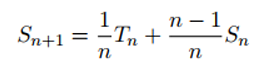 $S_{n+1} = \frac{1}{n} T_n + \frac{n-1}{n} S_n$